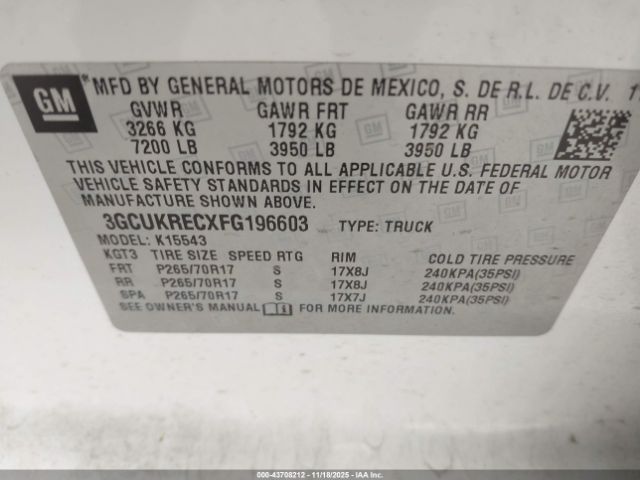 GM
MFD BY GENERAL MOTORS DE MEXICO, S. DE R.L. DE C.V. 1
GVWR GAWR FRT GAWR RR
3266 KG 1792 KG 1792 KG
7200 LB 3950 LB 3950 LB
THIS VEHICLE CONFORMS TO ALL APPLICABLE U.S. FEDERAL MOTOR
VEHICLE SAFETY STANDARDS IN EFFECT ON THE DATE OF
MANUFACTURE SHOWN ABOVE.
3GCUKRECXFG196603 TYPE: TRUCK
MODEL: K15543
KGT3 TIRE SIZE SPEED RTG RIM COLD TIRE PRESSURE
FRT P265/70R17 S 17X8J 240KPA(35PSI)
RR P265/70R17 S 17X8J 240KPA(35PSI)
SPA P265/70R17 S 17X7J 240KPA(35PSI)
SEE OWNER'S MANUAL FOR MORE INFORMATION.
000-43708212 - 11/18/2025 - IAAI.com